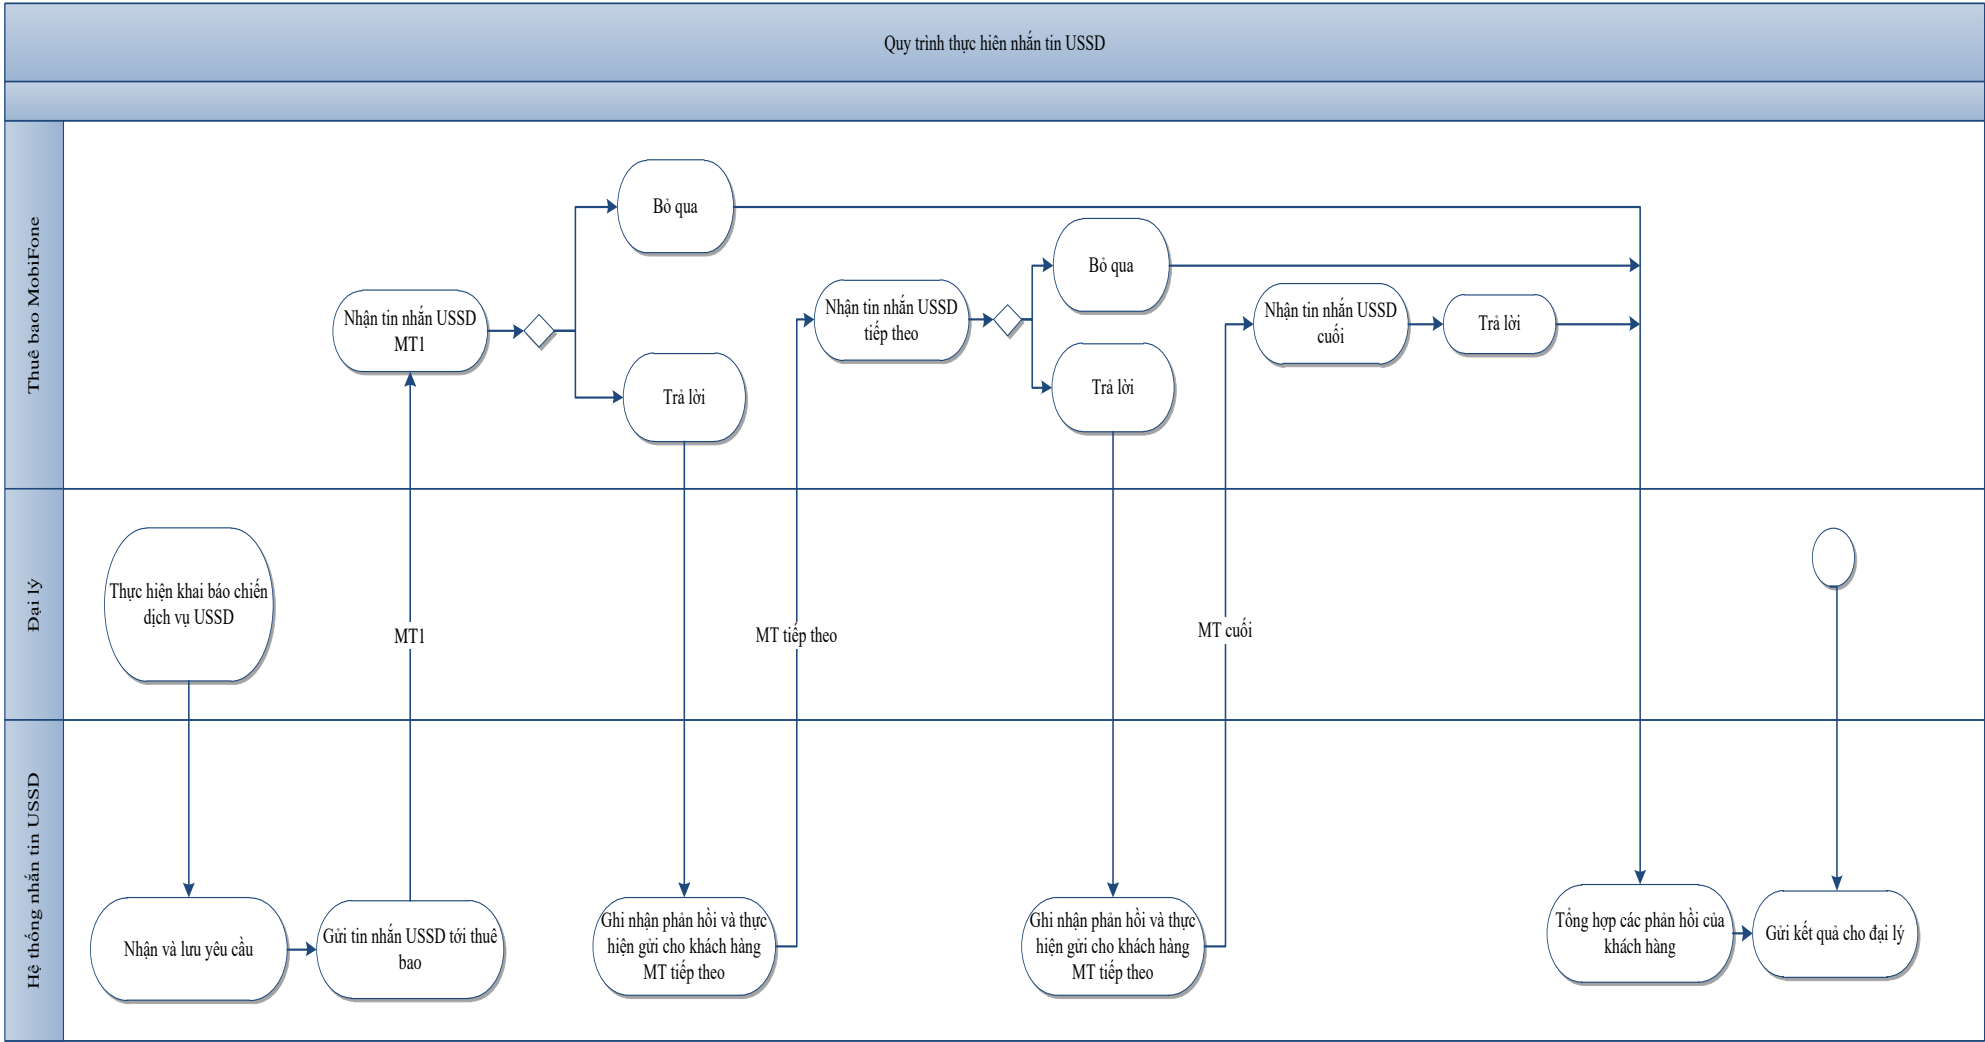 Quy trình thực hiên nhắn tin USSD
Thuê bao MobiFone
Bỏ qua
Bỏ qua
Nhận tin nhắn USSD
MT1
Nhận tin nhắn USSD
tiếp theo
Nhận tin nhắn USSD
cuối
Trả lời
Trả lời
Trả lời
Đại lý
Thực hiện khai báo chiến
dịch vụ USSD
MT1
MT tiếp theo
MT cuối
Hệ thống nhắn tin USSD
Nhận và lưu yêu cầu
Gửi tin nhắn USSD tới thuê
bao
Ghi nhận phản hồi và thực
hiện gửi cho khách hàng
MT tiếp theo
Ghi nhận phản hồi và thực
hiện gửi cho khách hàng
MT tiếp theo
Tổng hợp các phản hồi của
khách hàng
Gửi kết quả cho đại lý